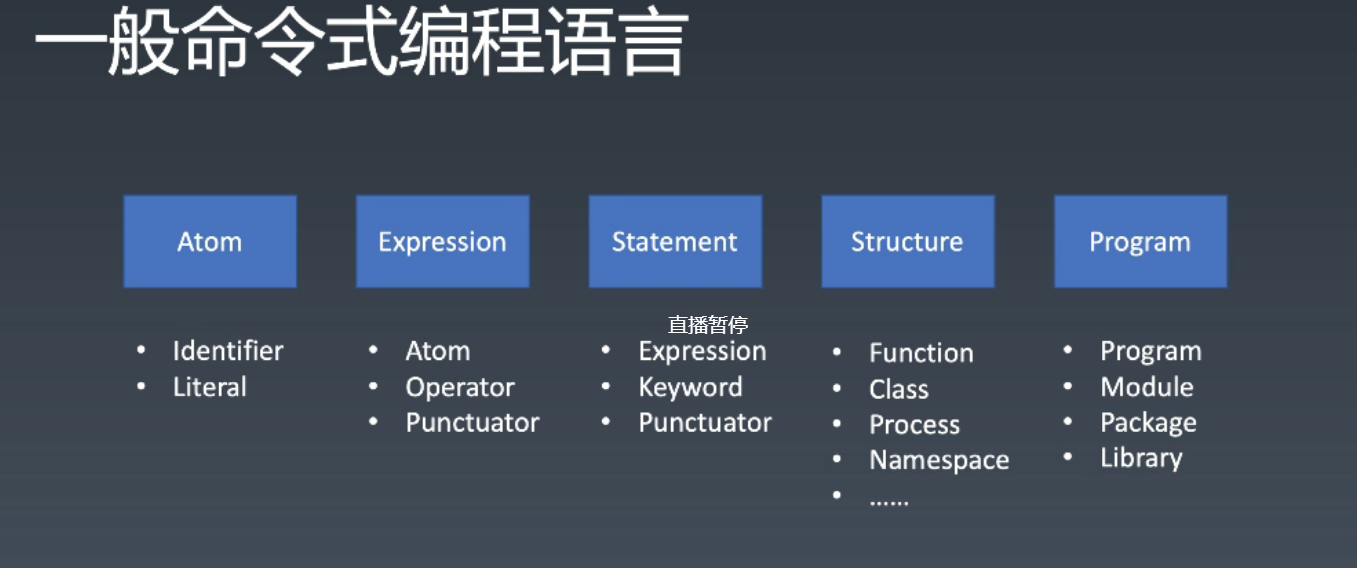 一般命令式编程语言
Atom
Expression
Statement
Structure
Program
• Identifier
• Literal
• Atom
• Operator
• Punctuator
直播暂停
• Expression
• Keyword
• Punctuator
• Function
• Class
• Process
• Namespace
• ……
• Program
• Module
• Package
• Library